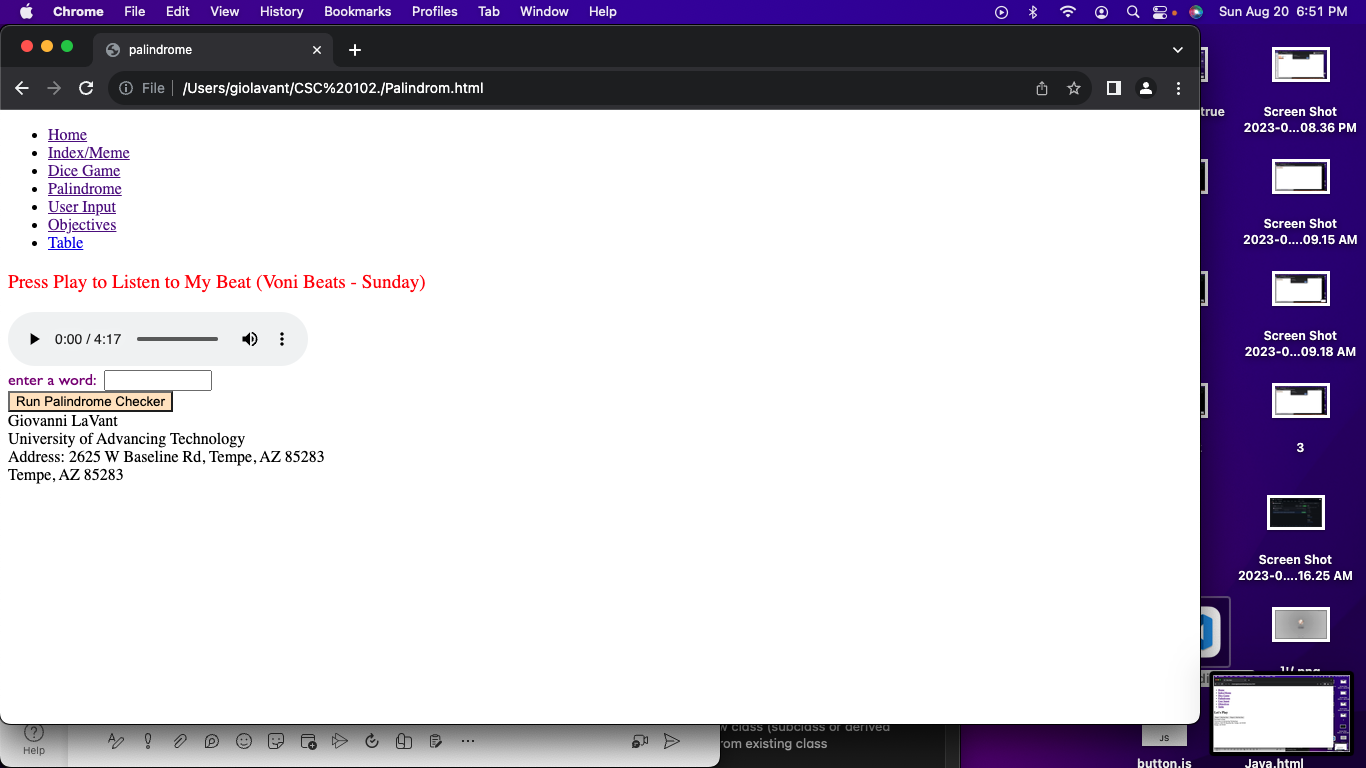 Chrome File Edit View History Bookmarks Profiles Tab Window Help Sun Aug 20 6:51 PM
palindrome
File /Users/giolavant/CSC%20102./Palindrom.html
Home
Index/Meme
Dice Game
Palindrome
User Input
Objectives
Table
Press Play to Listen to My Beat (Voni Beats - Sunday)
0:00 / 4:17
enter a word:
Run Palindrome Checker
Giovanni LaVant
University of Advancing Technology
Address: 2625 W Baseline Rd, Tempe, AZ 85283
Tempe, AZ 85283
true
Screen Shot
2023-0...08.36 PM
Screen Shot
2023-0....09.15 AM
Screen Shot
2023-0...09.18 AM
3
Screen Shot
2023-0....16.25 AM
Help
class (subclass or derived
from existing class
JS
button.js
Java.html